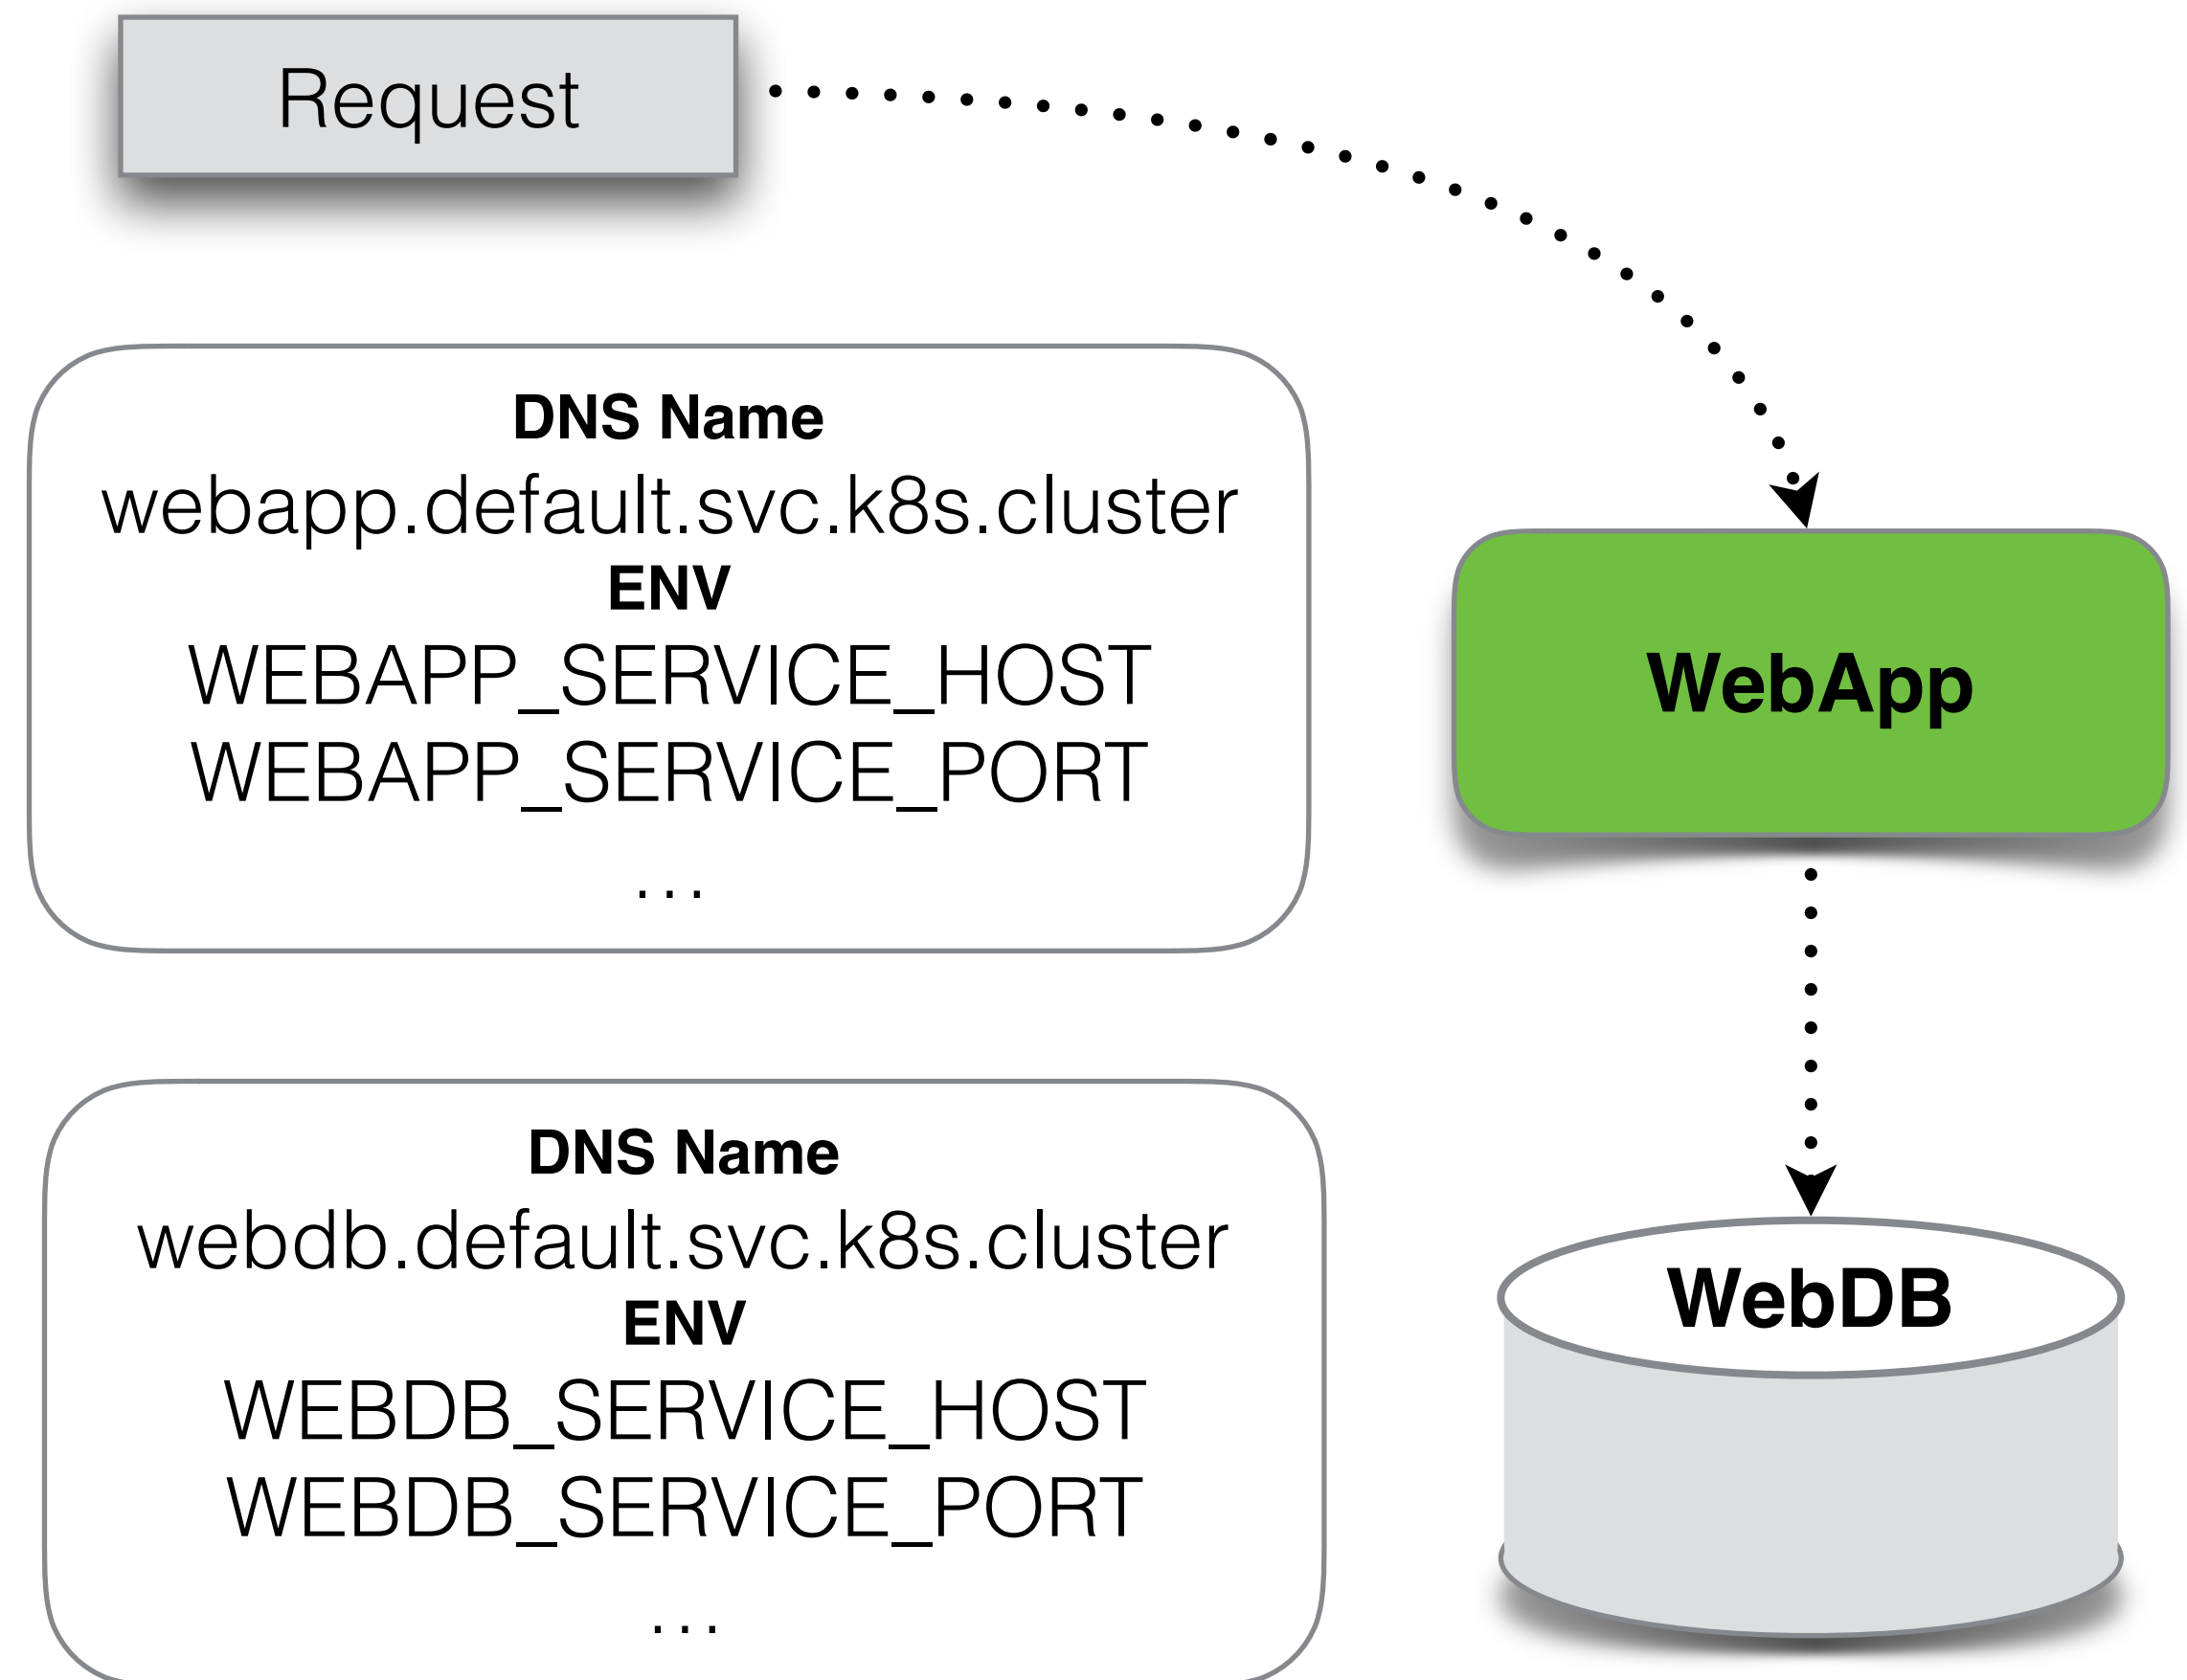 Request
DNS Name
webapp.default.svc.k8s.cluster
ENV
WEBAPP_SERVICE_HOST
WEBAPP_SERVICE_PORT
...
WebApp
DNS Name
webdb.default.svc.k8s.cluster
ENV
WEBDB_SERVICE_HOST
WEBDB_SERVICE_PORT
...
WebDB